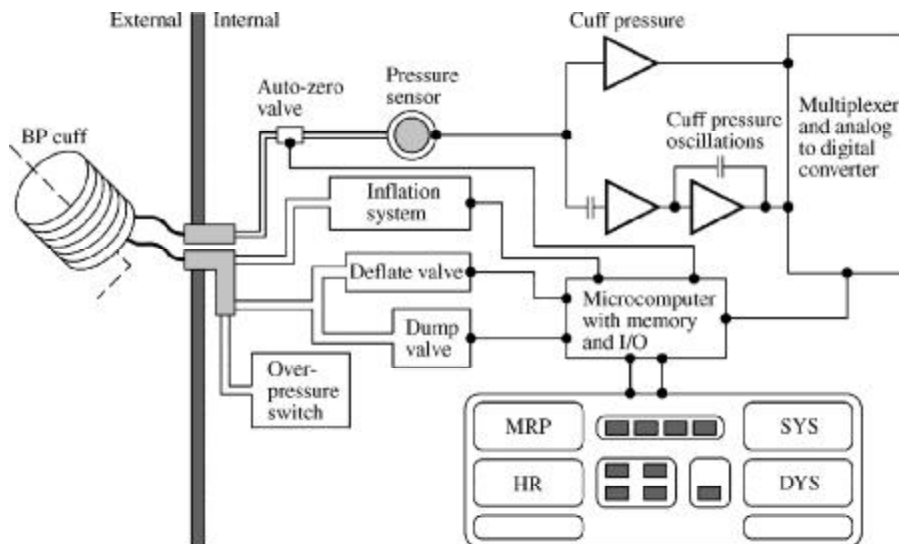 External
Internal
Cuff pressure
Auto-zero
valve
Pressure
sensor
BP cuff
Cuff pressure
oscillations
Multiplexer
and analog
to digital
converter
Inflation
system
Deflate valve
Dump
valve
Over-
pressure
switch
Microcomputer
with memory
and I/O
MRP
SYS
HR
DYS